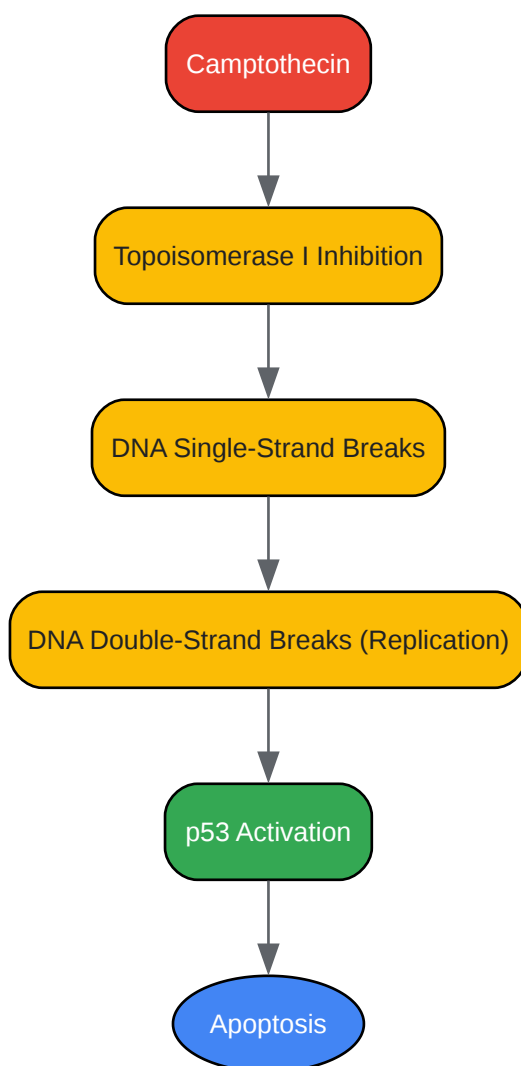 Camptothecin
Topoisomerase I Inhibition
DNA Single-Strand Breaks
DNA Double-Strand Breaks (Replication)
p53 Activation
Apoptosis